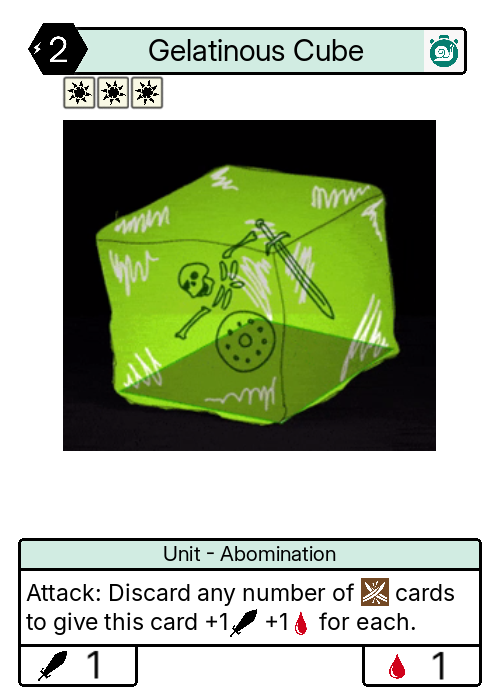 2
Gelatinous Cube
Unit - Abomination
Attack: Discard any number of cards
to give this card +1 +1 for each.
1
1